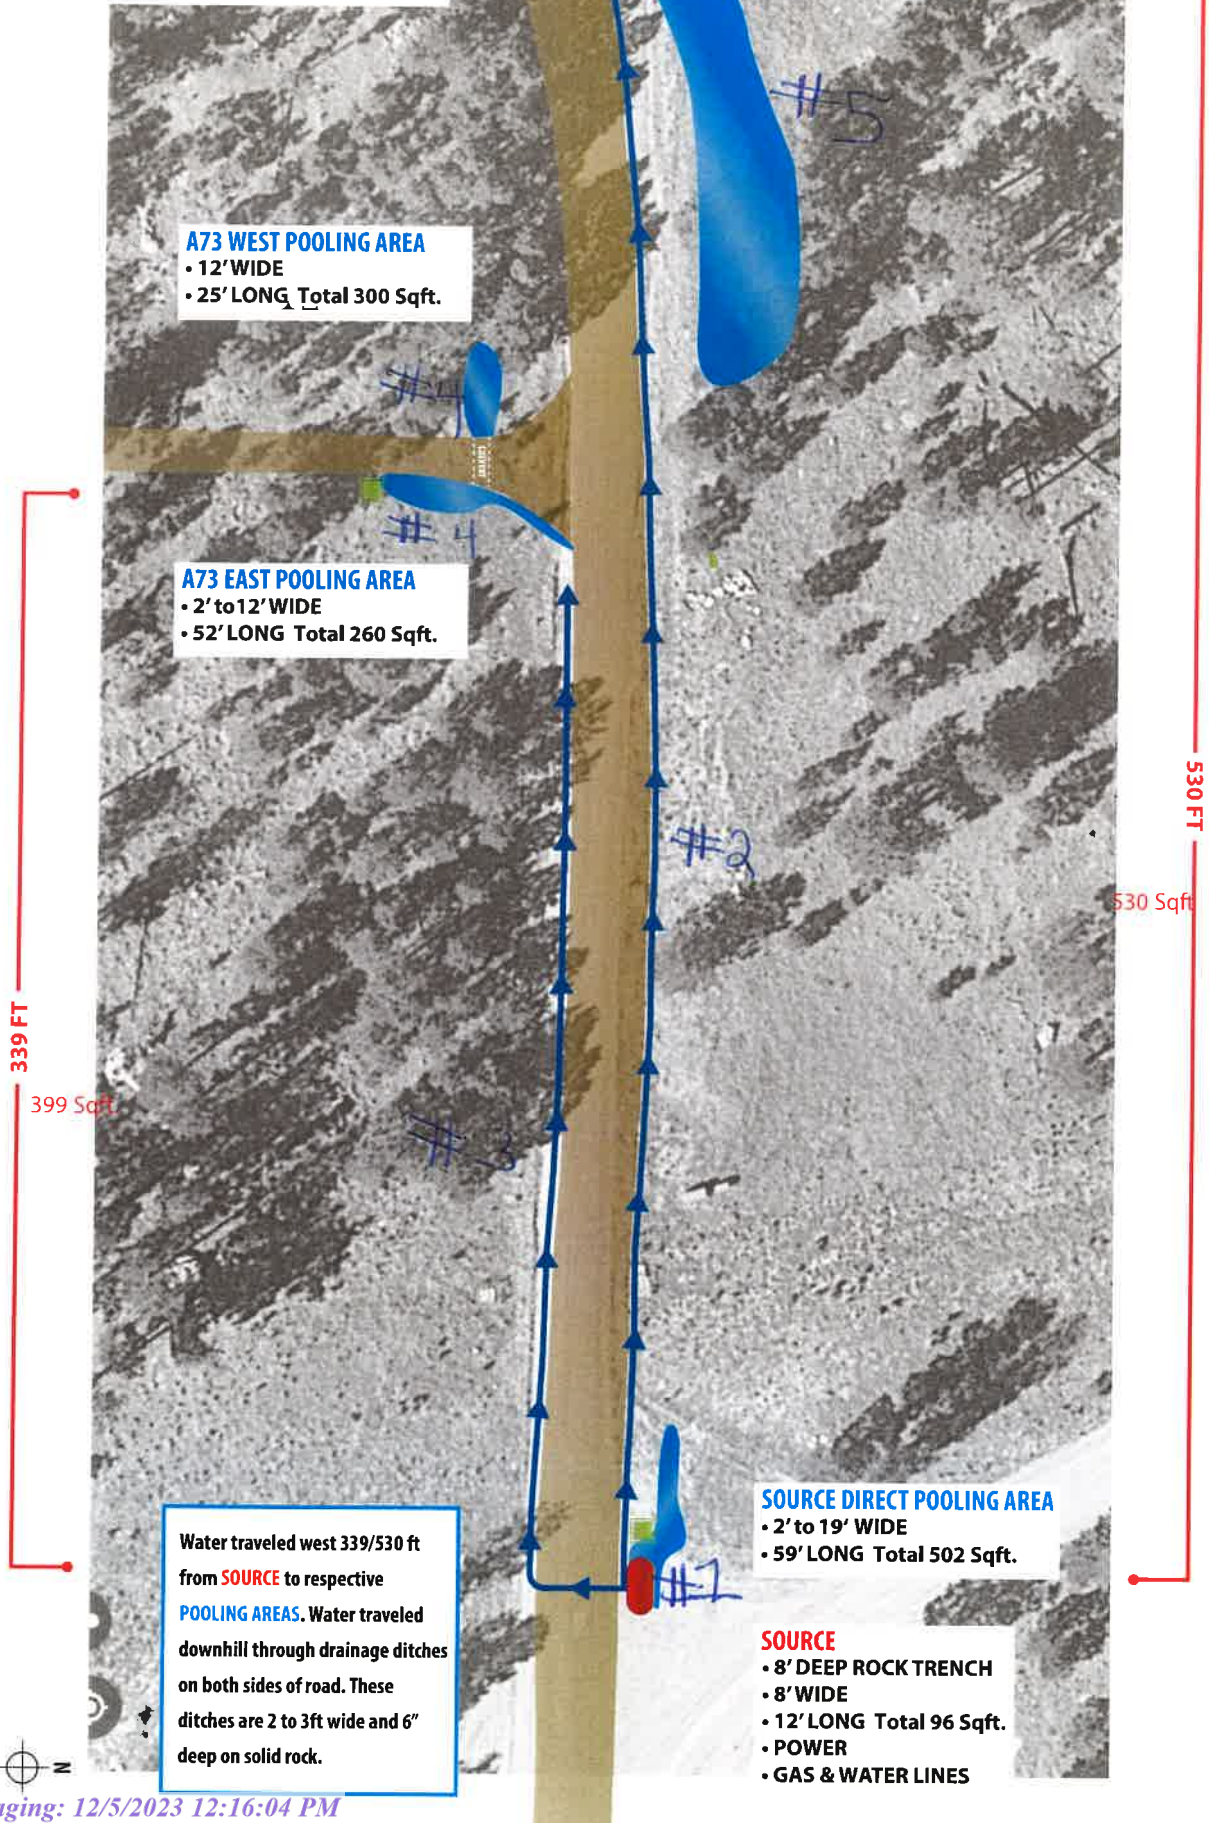 #5
A73 WEST POOLING AREA
• 12' WIDE
• 25' LONG Total 300 Sqft.
#4
#4
A73 EAST POOLING AREA
• 2' to 12' WIDE
• 52' LONG Total 260 Sqft.
530 FT
#2
530 Sqft
339 FT
399 Sqft.
#3
SOURCE DIRECT POOLING AREA
• 2' to 19' WIDE
• 59' LONG Total 502 Sqft.
#1
Water traveled west 339/530 ft
from SOURCE to respective
POOLING AREAS. Water traveled
downhill through drainage ditches
on both sides of road. These
ditches are 2 to 3ft wide and 6"
deep on solid rock.
SOURCE
• 8' DEEP ROCK TRENCH
• 8' WIDE
• 12' LONG Total 96 Sqft.
• POWER
• GAS & WATER LINES
N
ging: 12/5/2023 12:16:04 PM